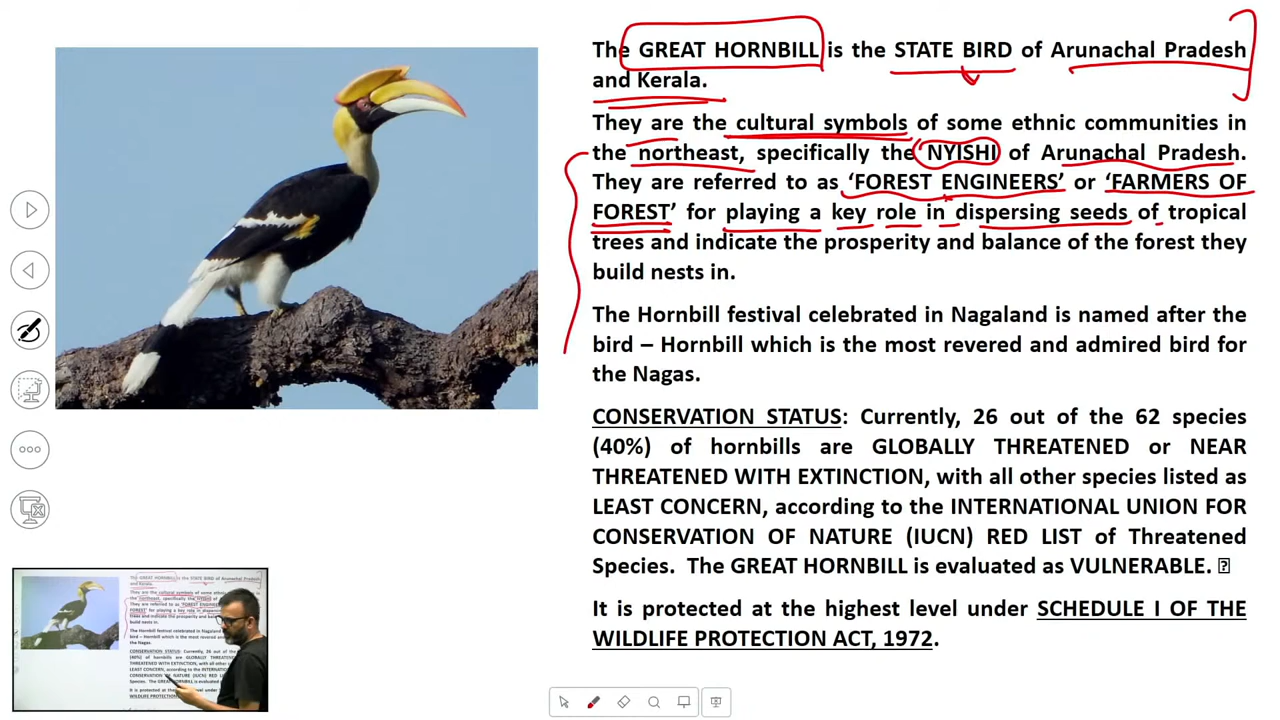 The GREAT HORNBILL is the STATE BIRD of Arunachal Pradesh
and Kerala.
They are the cultural symbols of some ethnic communities in
the northeast, specifically the NYISHI of Arunachal Pradesh.
They are referred to as ‘FOREST ENGINEERS’ or ‘FARMERS OF
FOREST’ for playing a key role in dispersing seeds of tropical
trees and indicate the prosperity and balance of the forest they
build nests in.
The Hornbill festival celebrated in Nagaland is named after the
bird – Hornbill which is the most revered and admired bird for
the Nagas.
CONSERVATION STATUS: Currently, 26 out of the 62 species
(40%) of hornbills are GLOBALLY THREATENED or NEAR
THREATENED WITH EXTINCTION, with all other species listed as
LEAST CONCERN, according to the INTERNATIONAL UNION FOR
CONSERVATION OF NATURE (IUCN) RED LIST of Threatened
Species. The GREAT HORNBILL is evaluated as VULNERABLE.
It is protected at the highest level under SCHEDULE I OF THE
WILDLIFE PROTECTION ACT, 1972.